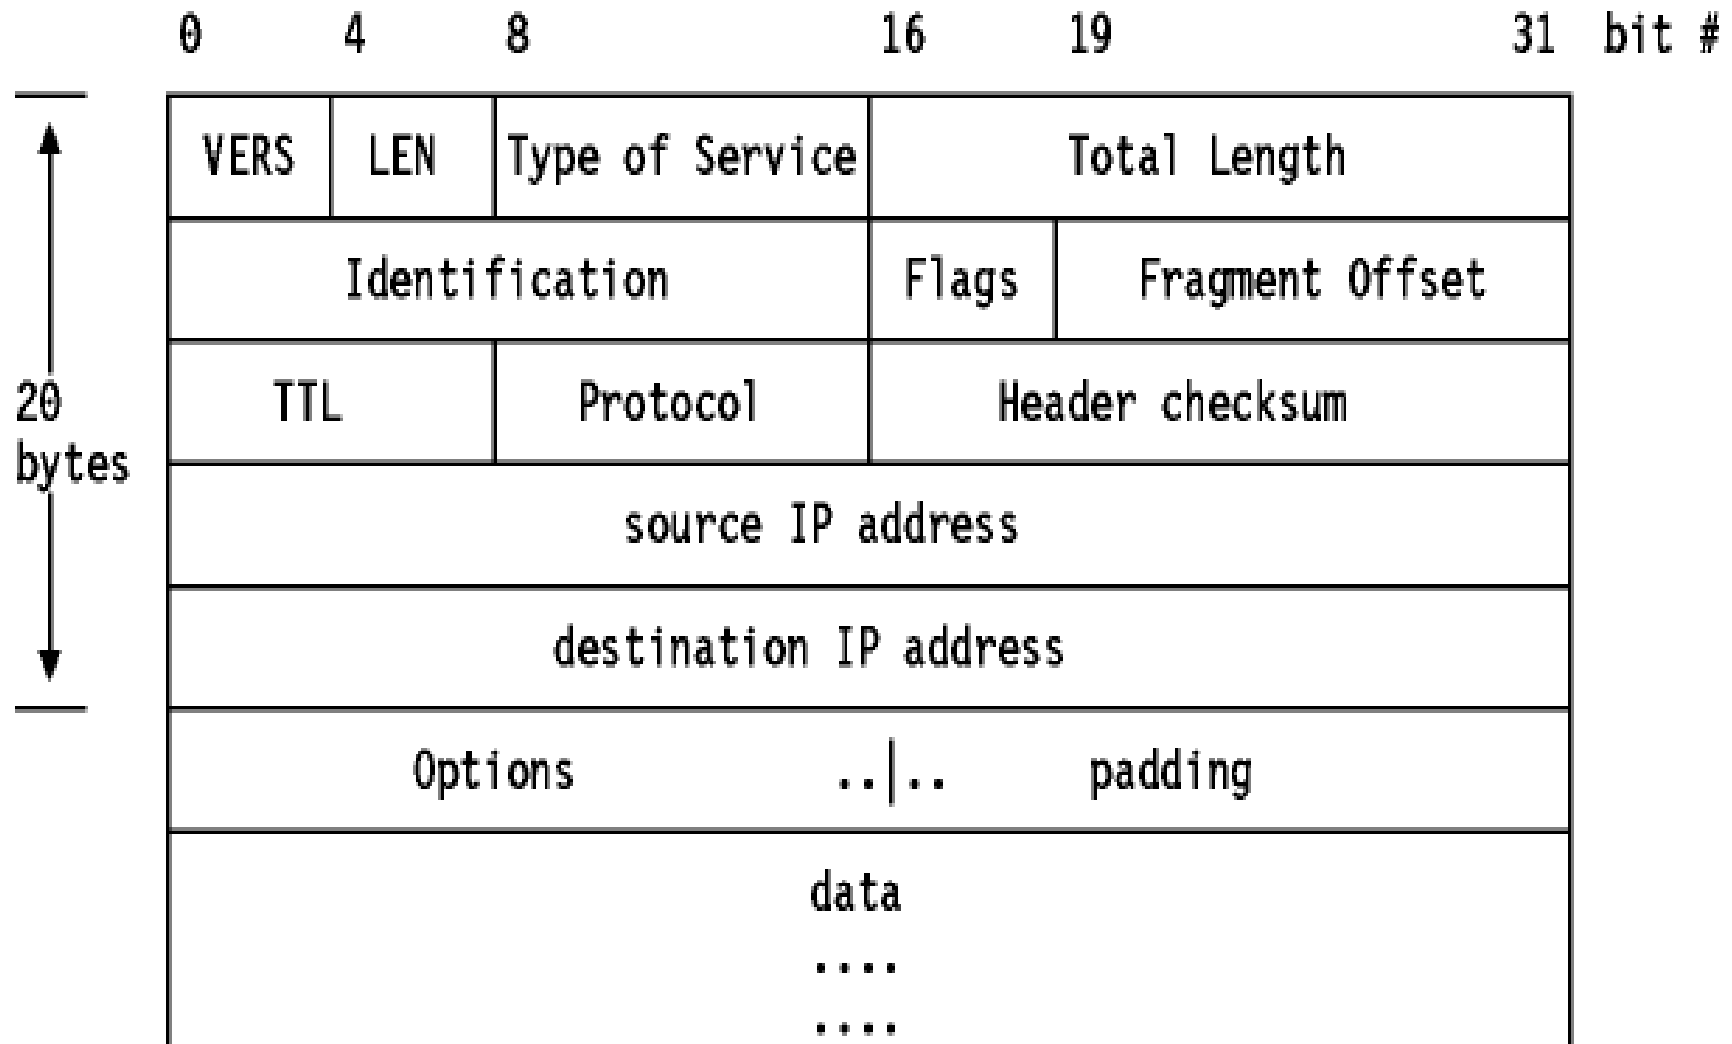 0 4 8 16 19 31 bit #
VERS LEN Type of Service Total Length
Identification Flags Fragment Offset
20 TTL Protocol Header checksum
bytes
source IP address
destination IP address
Options ..|.. padding
data
....
....